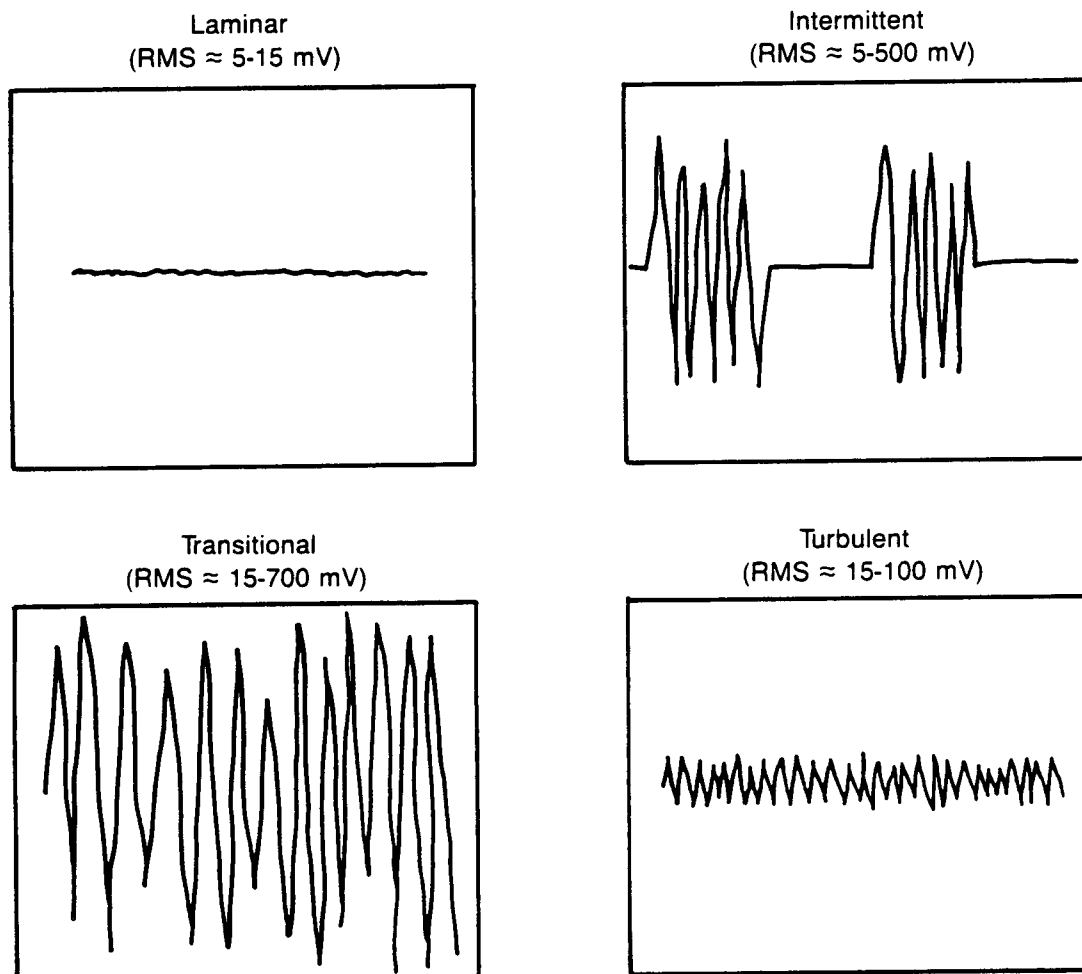 Laminar
(RMS ≈ 5-15 mV)
Intermittent
(RMS ≈ 5-500 mV)
Transitional
(RMS ≈ 15-700 mV)
Turbulent
(RMS ≈ 15-100 mV)